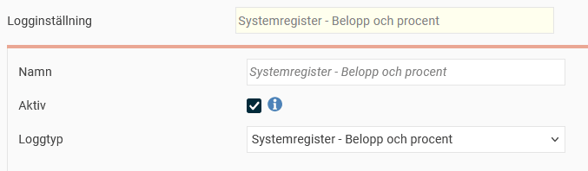 Logginställning Systemregister - Belopp och procent
Namn Systemregister - Belopp och procent
Aktiv
Loggtyp Systemregister - Belopp och procent